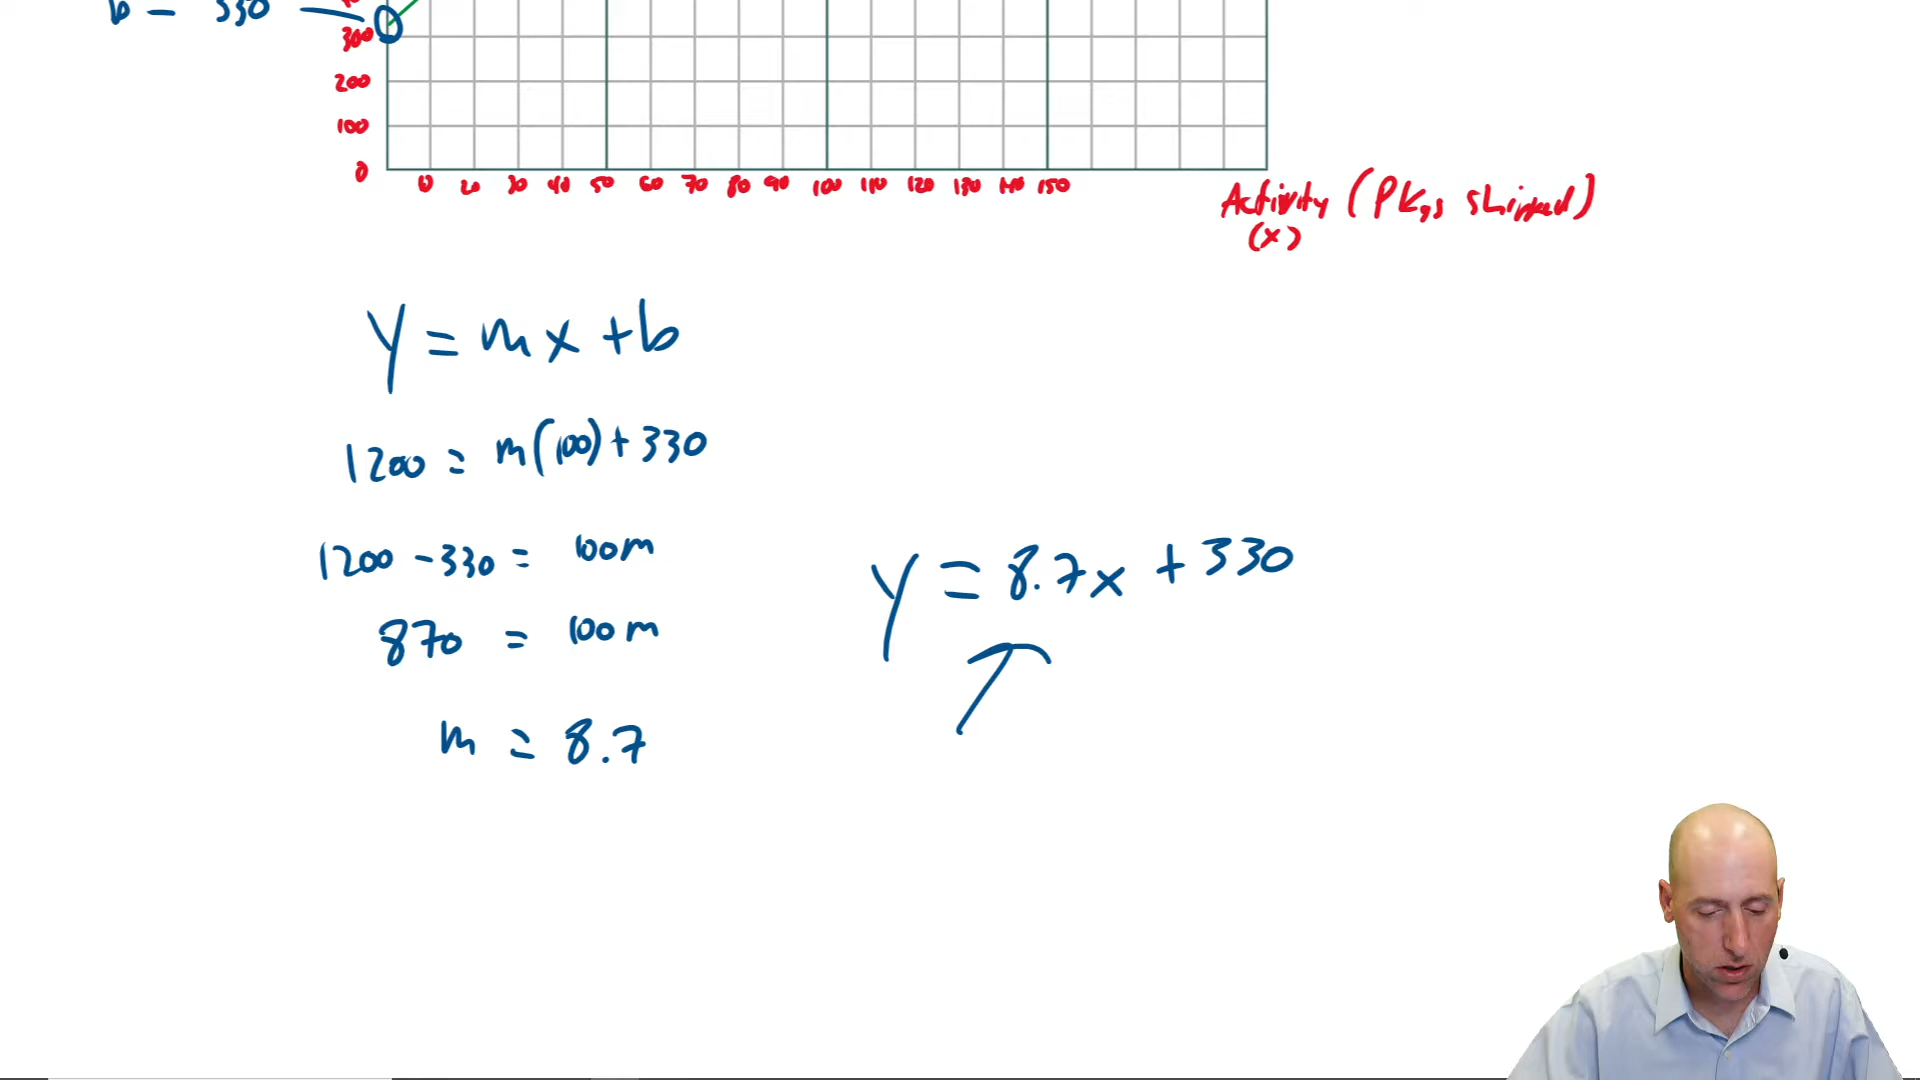 b = 330
300
200
100
0
10 20 30 40 50 60 70 80 90 100 110 120 130 140 150
Activity (Pkgs shipped)
(x)
Y = mx + b
1200 = m(100) + 330
1200 - 330 = 100m
870 = 100m
m = 8.7
Y = 8.7x + 330